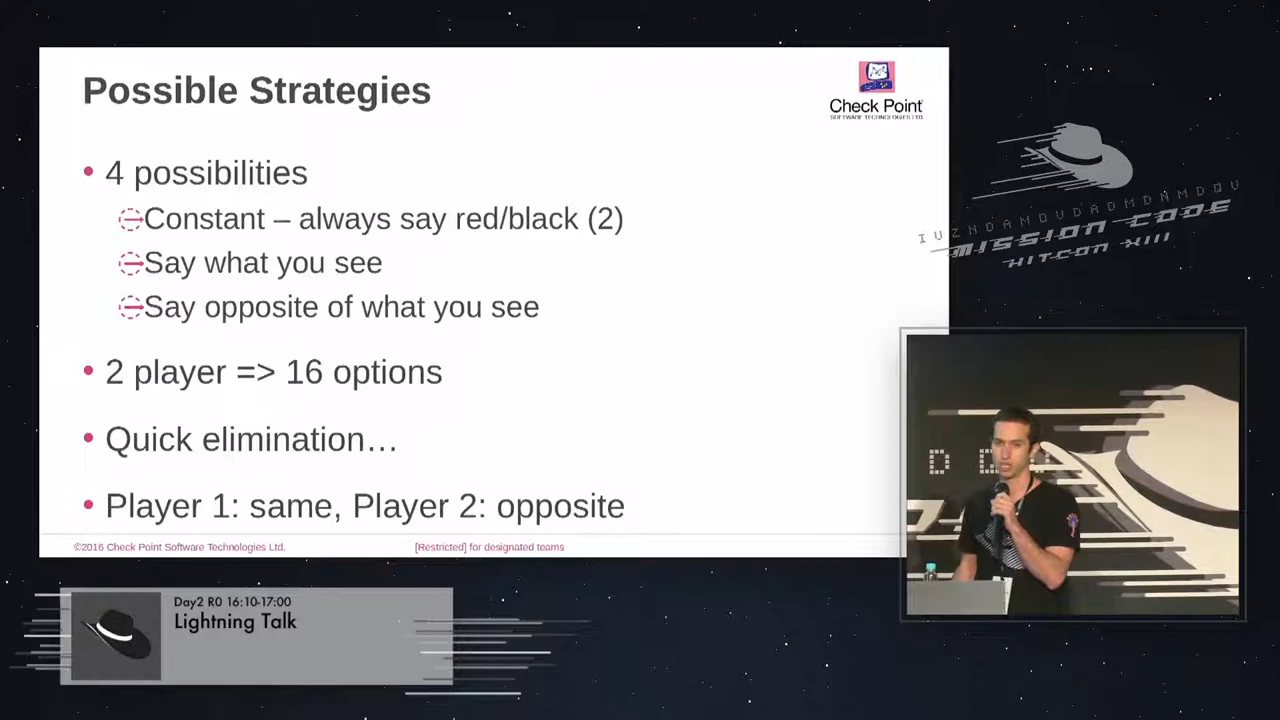 Possible Strategies
Check Point
SOFTWARE TECHNOLOGIES LTD.
• 4 possibilities
Constant – always say red/black (2)
Say what you see
Say opposite of what you see
• 2 player => 16 options
• Quick elimination…
• Player 1: same, Player 2: opposite
©2016 Check Point Software Technologies Ltd.
[Restricted] for designated teams
MISSION CODE
HITCON XIII
D
Day2 R0 16:10-17:00
Lightning Talk